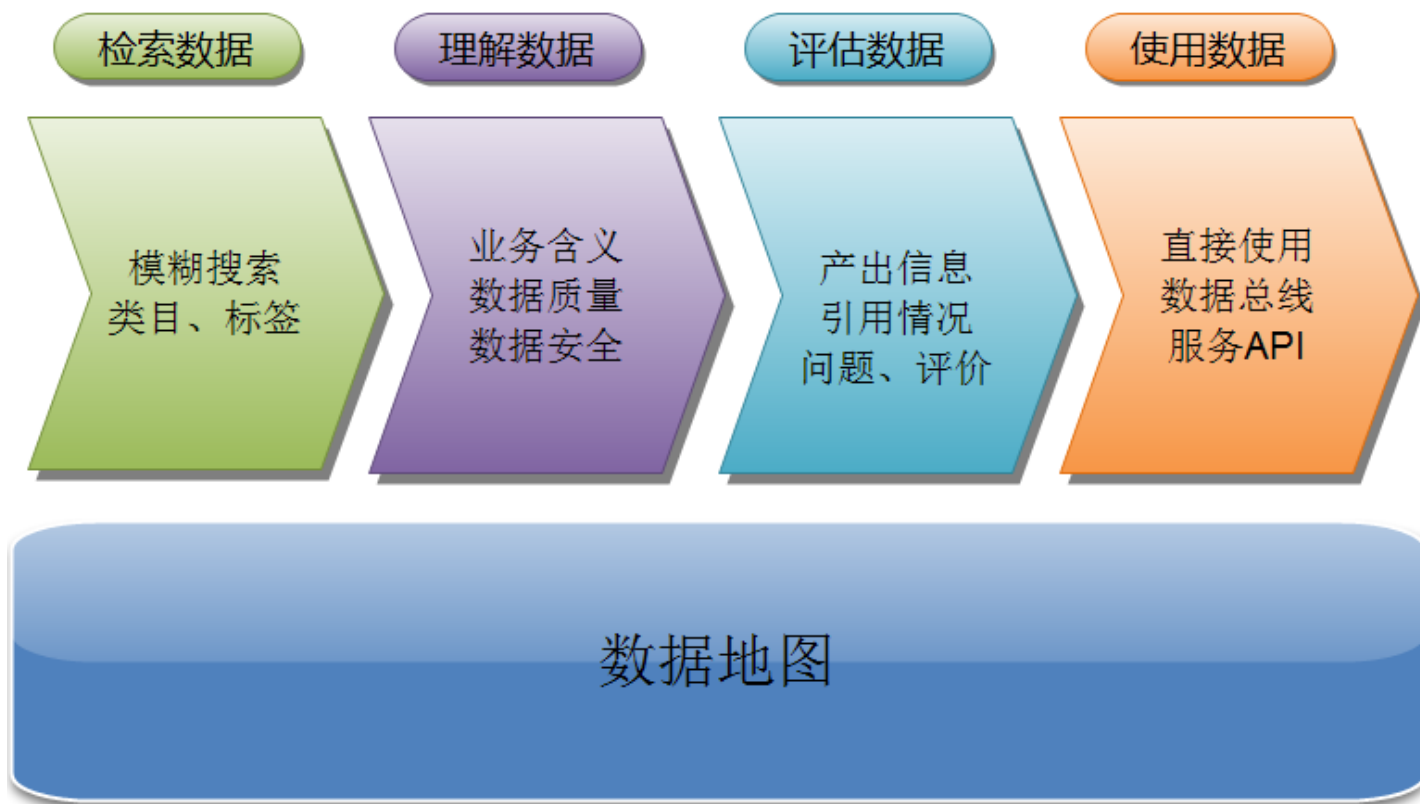 检索数据
理解数据
评估数据
使用数据
模糊搜索
类目、标签
业务含义
数据质量
数据安全
产出信息
引用情况
问题、评价
直接使用
数据总线
服务API
数据地图